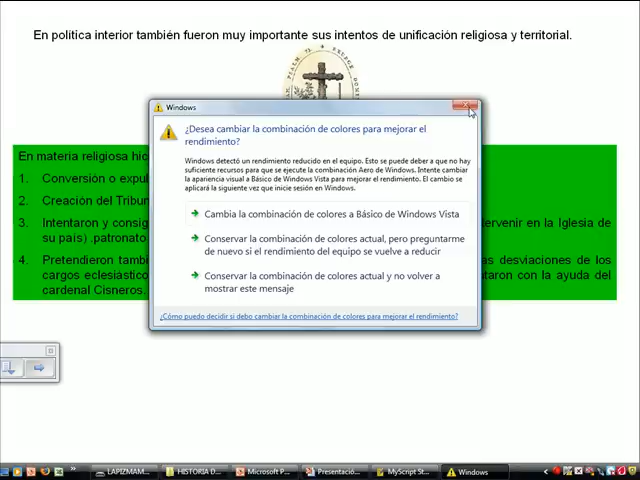 En política interior también fueron muy importante sus intentos de unificación religiosa y territorial.
Windows
¿Desea cambiar la combinación de colores para mejorar el
rendimiento?
Windows detectó un rendimiento reducido en el equipo. Esto se puede deber a que no hay
suficiente recursos para que se ejecute la combinación Aero de Windows. Intente cambiar
la apariencia visual a Básico de Windows Vista para mejorar el rendimiento. El cambio se
aplicará la siguiente vez que inicie sesión en Windows.
Cambia la combinación de colores a Básico de Windows Vista
Conservar la combinación de colores actual, pero preguntarme
de nuevo si el rendimiento del equipo se vuelve a reducir
Conservar la combinación de colores actual y no volver a
mostrar este mensaje
¿Cómo puedo decidir si debo cambiar la combinación de colores para mejorar el rendimiento?
En materia religiosa hic
1. Conversión o expul
2. Creación del Tribun
3. Intentaron y consig tervenir en la Iglesia de
su país) .patronato
4. Pretendieron tambi as desviaciones de los
cargos eclesiástico taron con la ayuda del
cardenal Cisneros.
LAPIZMAM... HISTORIA D... Microsoft P... Presentació... MyScript St... Windows